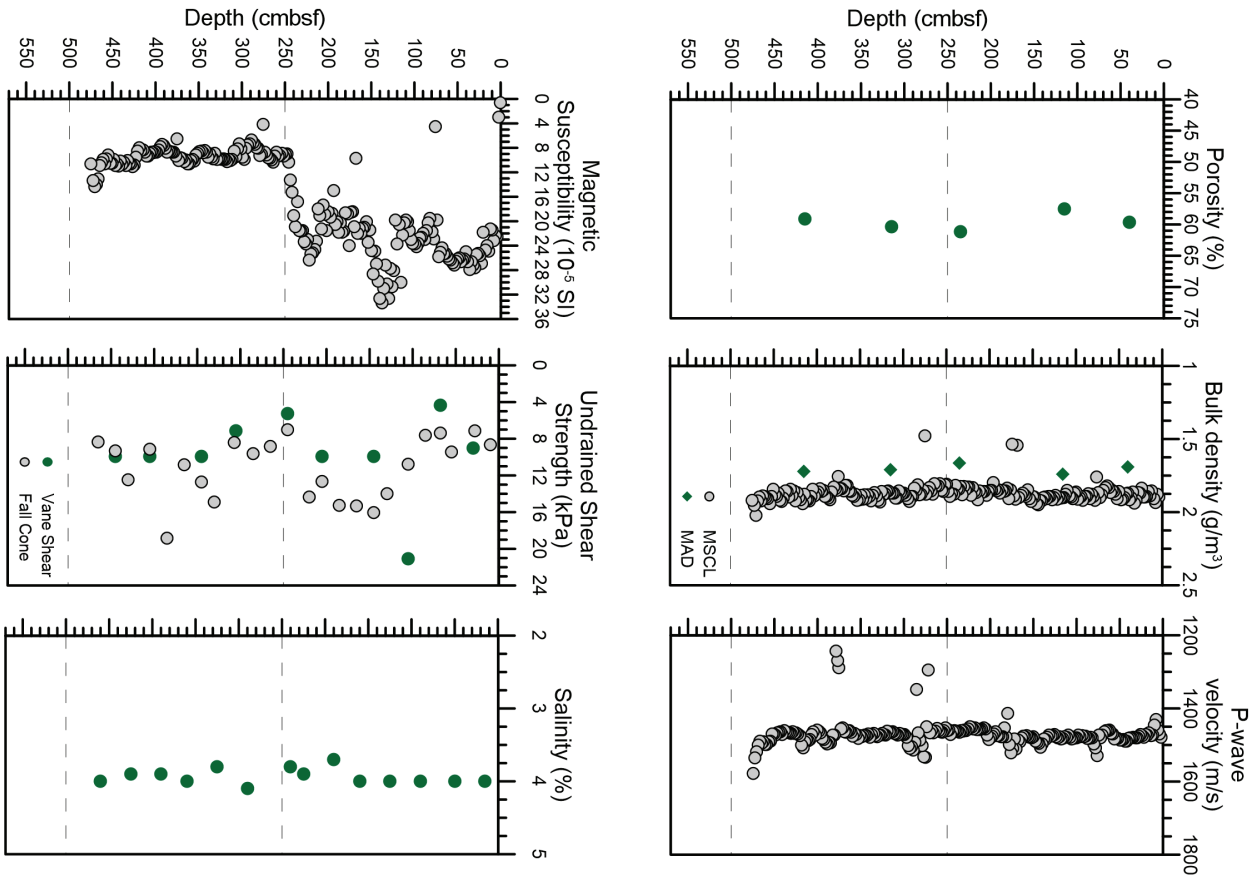 Depth (cmbsf)
550 500 450 400 350 300 250 200 150 100 50 0
0 4 8 12 16 20 24 28 32 36
Magnetic
Susceptibility (10⁻⁵ SI)
0 4 8 12 16 20 24
Undrained Shear
Strength (kPa)
Vane Shear
Fall Cone
2 3 4 5
Salinity (%)
Depth (cmbsf)
550 500 450 400 350 300 250 200 150 100 50 0
40 45 50 55 60 65 70 75
Porosity (%)
1 1.5 2 2.5
Bulk density (g/m³)
MSCL
MAD
1200 1400 1600 1800
P-wave
velocity (m/s)